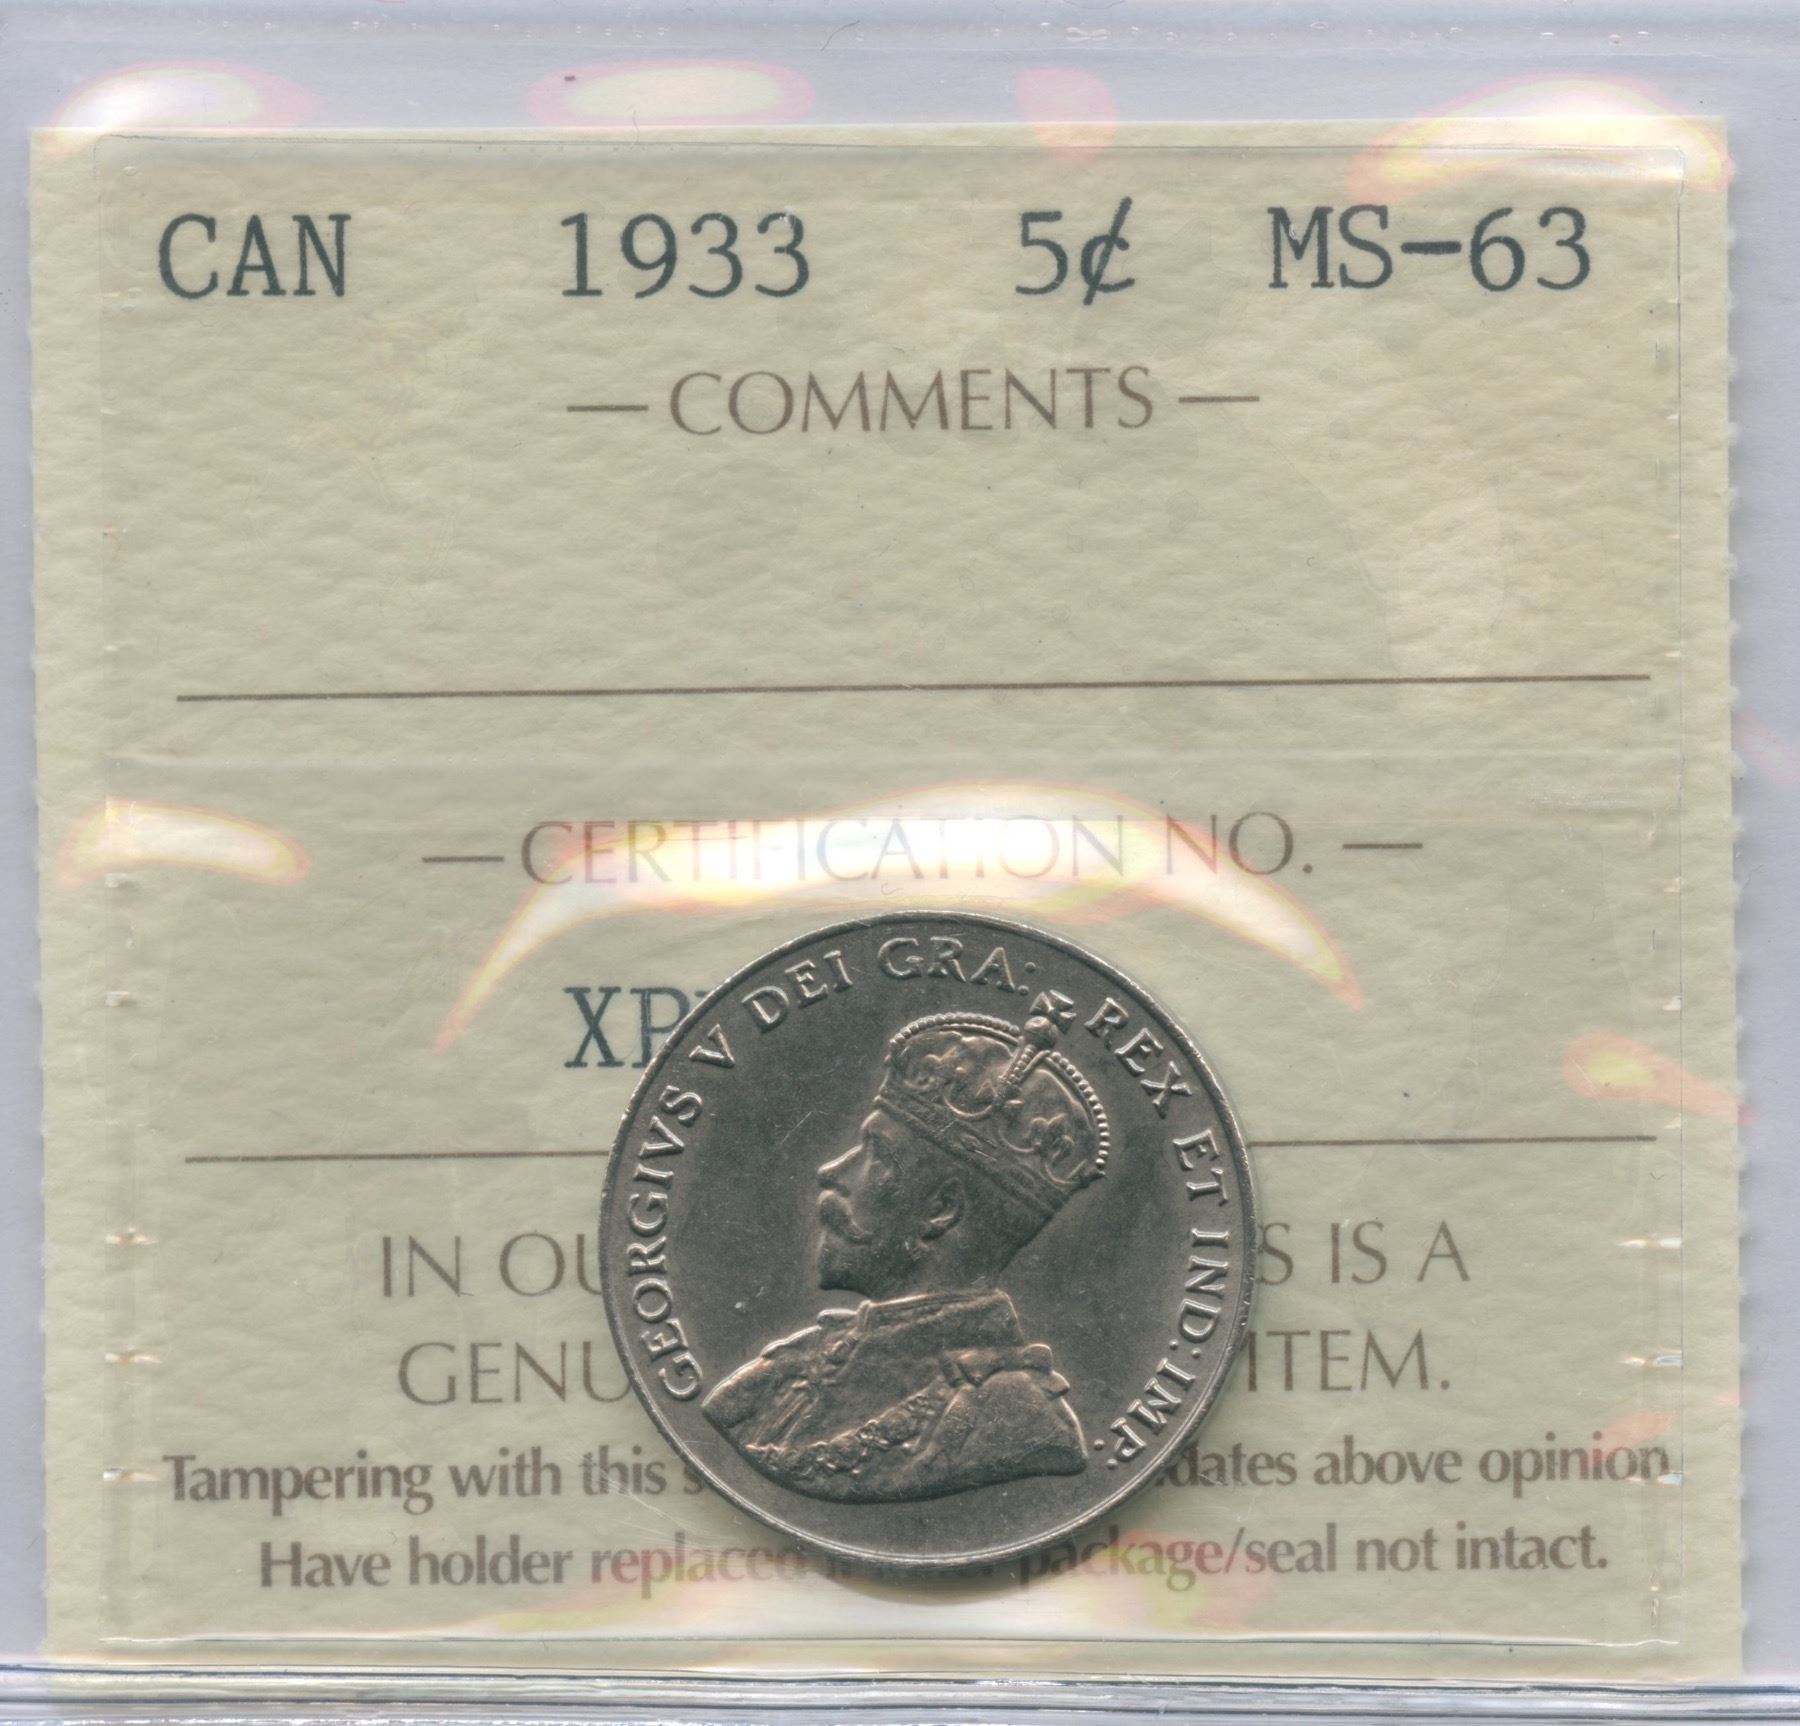 CAN 1933 5¢ MS-63
— COMMENTS —
— CERTIFICATION NO. —
XP
GEORGIVS V DEI GRA: REX ET IND: IMP:
IN OU S IS A
GENU ITEM.
Tampering with this s dates above opinion
Have holder replaced package/seal not intact.